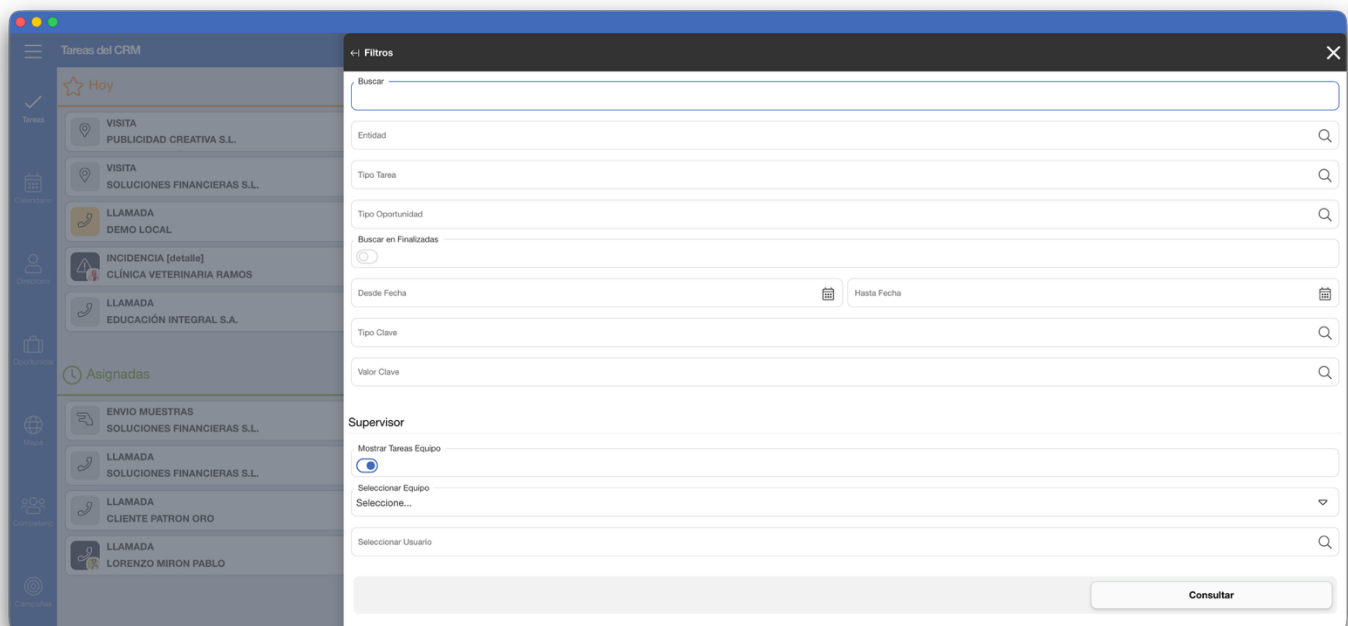 Tareas del CRM
Tareas
Calendario
Directorio
Oportunidades
Mapa
Compañeros
Campañas
Hoy
VISITA
PUBLICIDAD CREATIVA S.L.
VISITA
SOLUCIONES FINANCIERAS S.L.
LLAMADA
DEMO LOCAL
INCIDENCIA [detalle]
CLÍNICA VETERINARIA RAMOS
LLAMADA
EDUCACIÓN INTEGRAL S.A.
Asignadas
ENVIO MUESTRAS
SOLUCIONES FINANCIERAS S.L.
LLAMADA
SOLUCIONES FINANCIERAS S.L.
LLAMADA
CLIENTE PATRON ORO
LLAMADA
LORENZO MIRON PABLO
Filtros
Buscar
Entidad
Tipo Tarea
Tipo Oportunidad
Buscar en Finalizadas
Desde Fecha
Hasta Fecha
Tipo Clave
Valor Clave
Supervisor
Mostrar Tareas Equipo
Seleccionar Equipo
Seleccione...
Seleccionar Usuario
Consultar